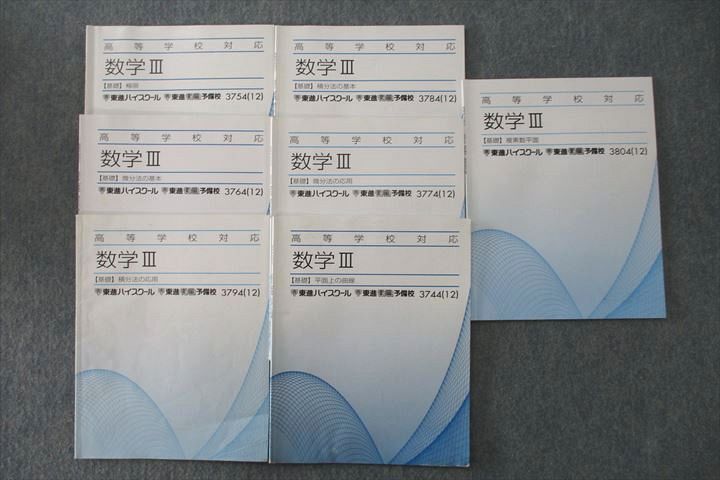 高等学校対応
数学Ⅲ
【基礎】極限
東進ハイスクール 東進衛星予備校 3754(12)
高等学校対応
数学Ⅲ
【基礎】積分法の基本
東進ハイスクール 東進衛星予備校 3784(12)
高等学校対応
数学Ⅲ
【基礎】複素数平面
東進ハイスクール 東進衛星予備校 3804(12)
高等学校対応
数学Ⅲ
【基礎】微分法の基本
東進ハイスクール 東進衛星予備校 3764(12)
高等学校対応
数学Ⅲ
【基礎】微分法の応用
東進ハイスクール 東進衛星予備校 3774(12)
高等学校対応
数学Ⅲ
【基礎】積分法の応用
東進ハイスクール 東進衛星予備校 3794(12)
高等学校対応
数学Ⅲ
【基礎】平面上の曲線
東進ハイスクール 東進衛星予備校 3744(12)